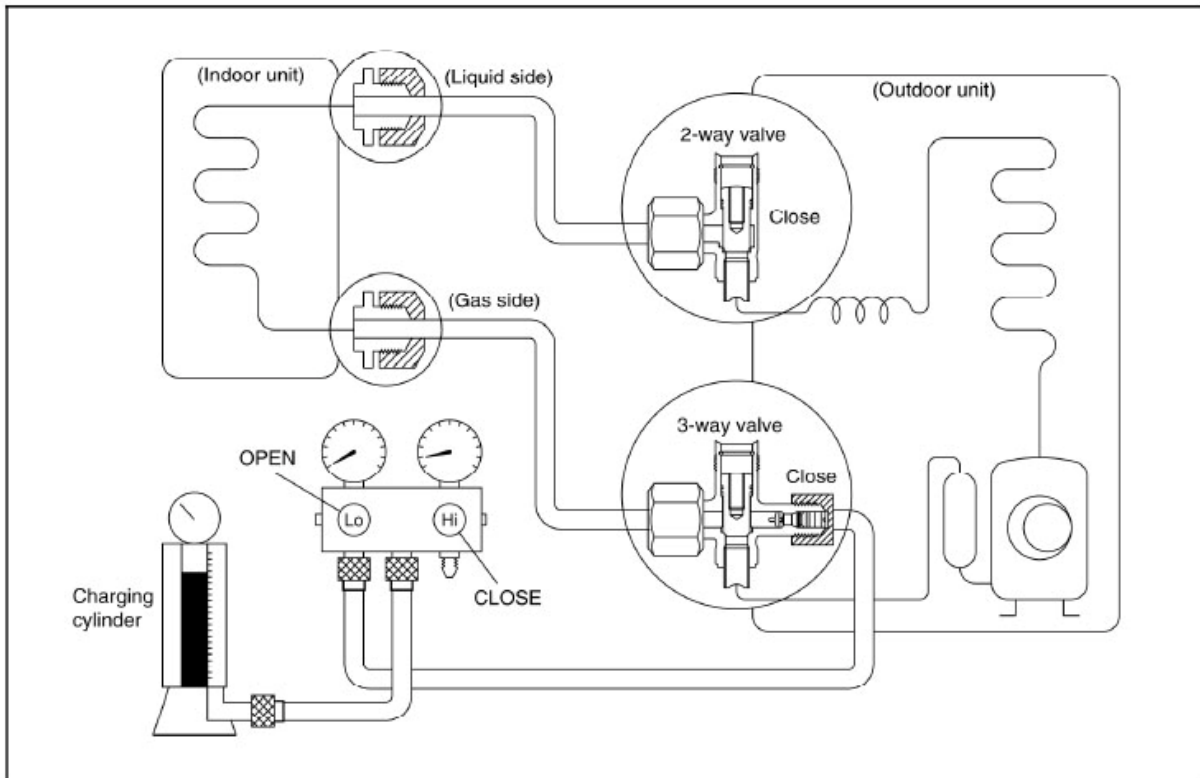 (Indoor unit)
(Liquid side)
(Outdoor unit)
2-way valve
Close
(Gas side)
3-way valve
Close
OPEN
Lo
Hi
CLOSE
Charging
cylinder